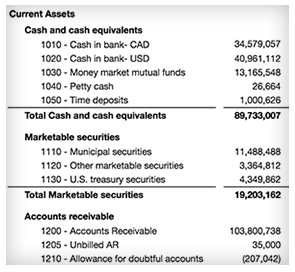 Current Assets
Cash and cash equivalents
1010 - Cash in bank- CAD 34,579,057
1020 - Cash in bank- USD 40,961,112
1030 - Money market mutual funds 13,165,548
1040 - Petty cash 26,664
1050 - Time deposits 1,000,626
Total Cash and cash equivalents 89,733,007
Marketable securities
1110 - Municipal securities 11,488,488
1120 - Other marketable securities 3,364,812
1130 - U.S. treasury securities 4,349,862
Total Marketable securities 19,203,162
Accounts receivable
1200 - Accounts Receivable 103,800,738
1205 - Unbilled AR 35,000
1210 - Allowance for doubtful accounts (207,042)